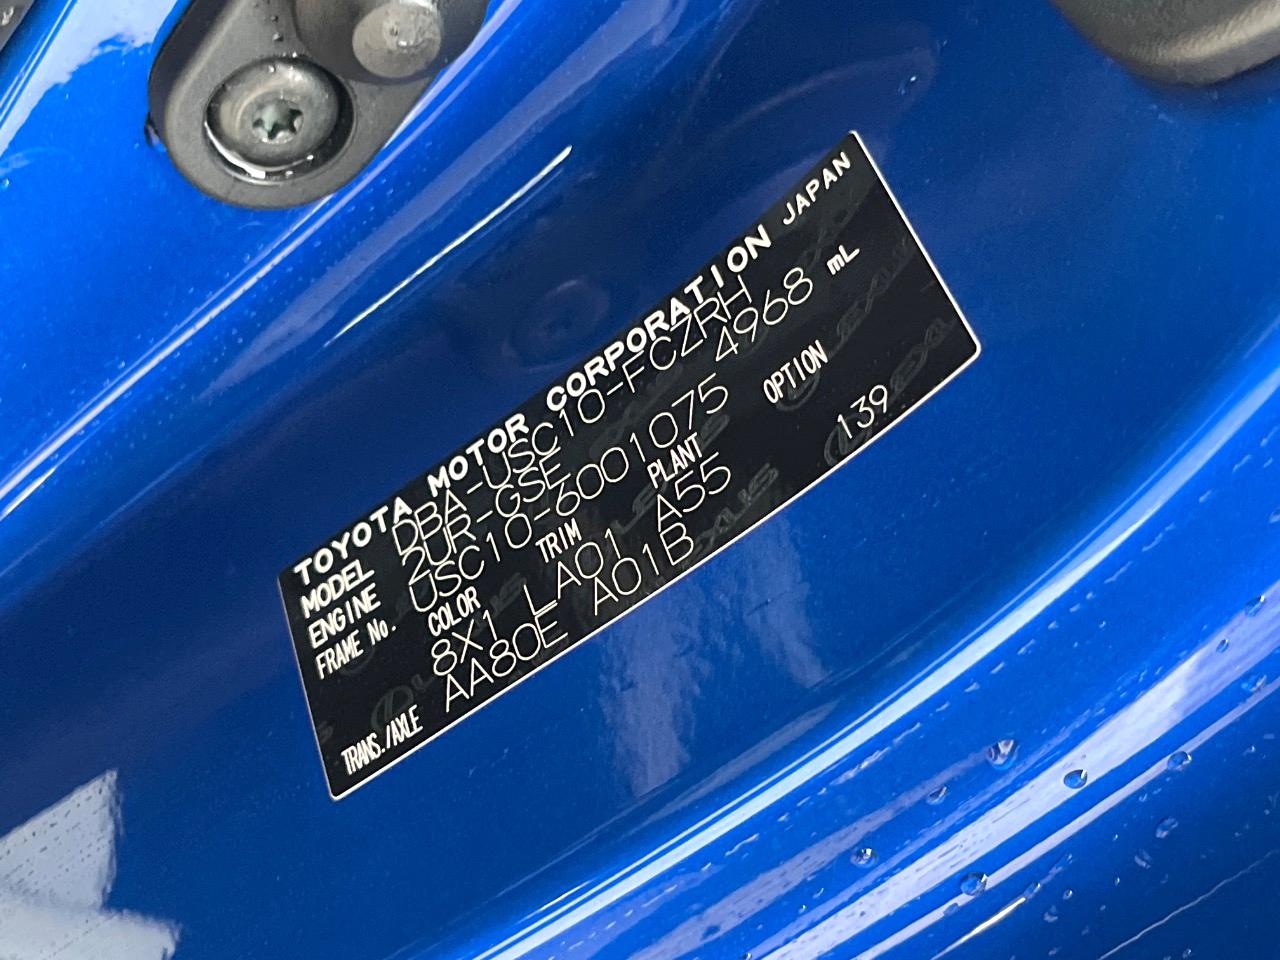 TOYOTA MOTOR CORPORATION JAPAN
MODEL DBA-USC10-FCZRH
ENGINE 2UR-GSE 4968 mL
FRAME No. USC10-6001075
COLOR TRIM PLANT OPTION
8X1 LA01 A55 139
TRANS./AXLE AA80E A01B